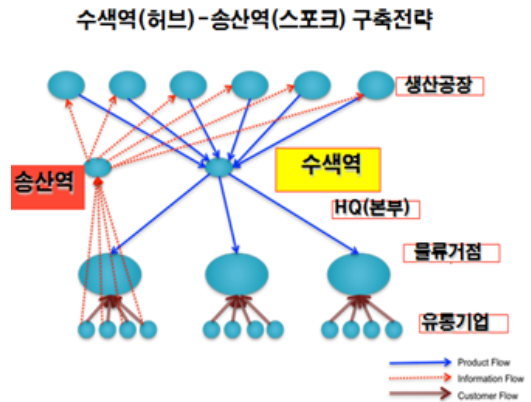 수색역(허브)-송산역(스포크) 구축전략
생산공장
수색역
송산역
HQ(본부)
물류거점
유통기업
Product Flow
Information Flow
Customer Flow